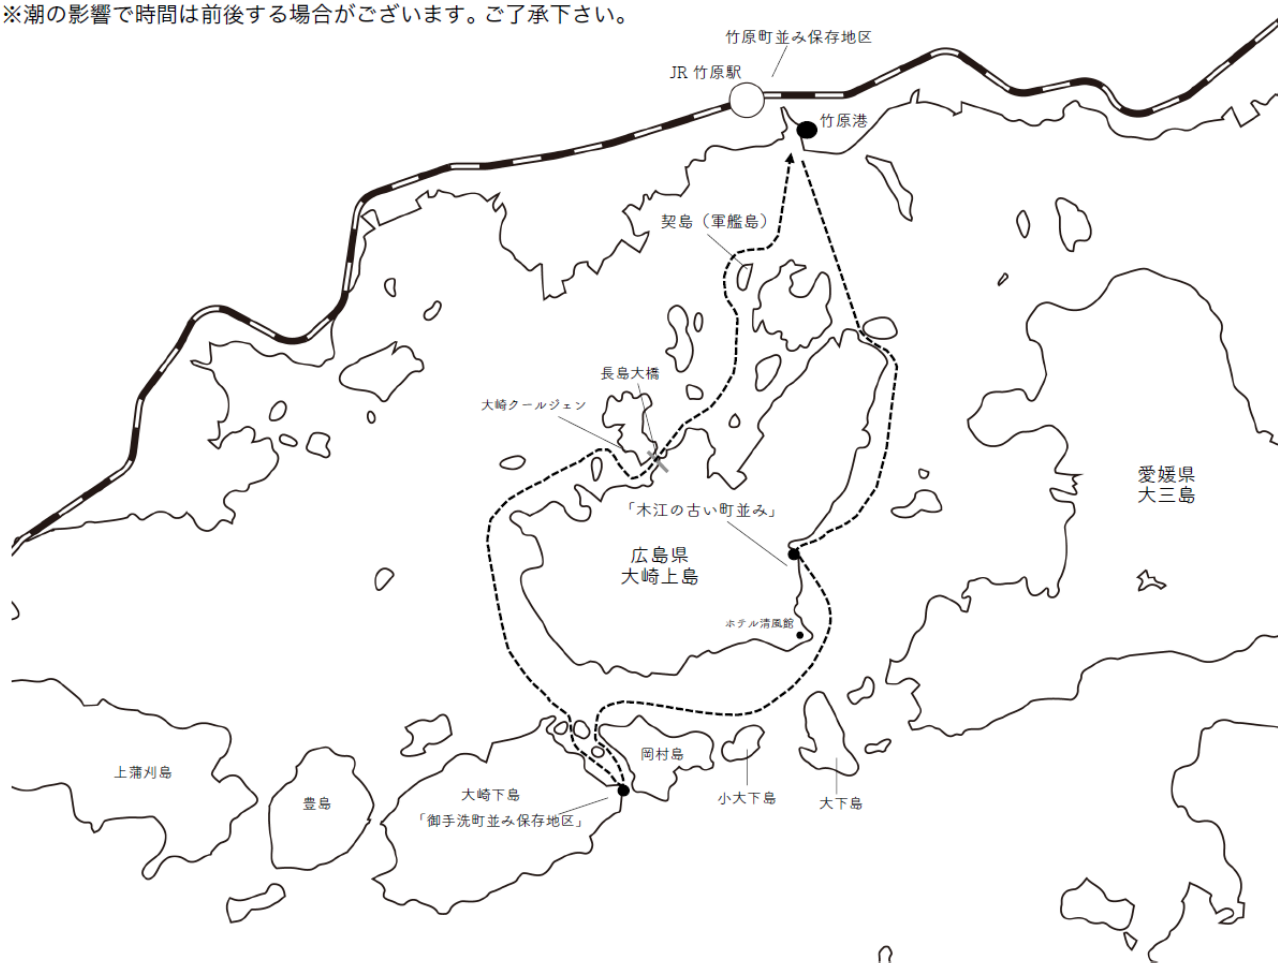 ※潮の影響で時間は前後する場合がございます。ご了承下さい。
竹原町並み保存地区
JR 竹原駅
竹原港
契島（軍艦島）
長島大橋
大崎クールジェン
愛媛県
大三島
「木江の古い町並み」
広島県
大崎上島
ホテル清風館
岡村島
上蒲刈島
豊島
大崎下島
小大下島
大下島
「御手洗町並み保存地区」